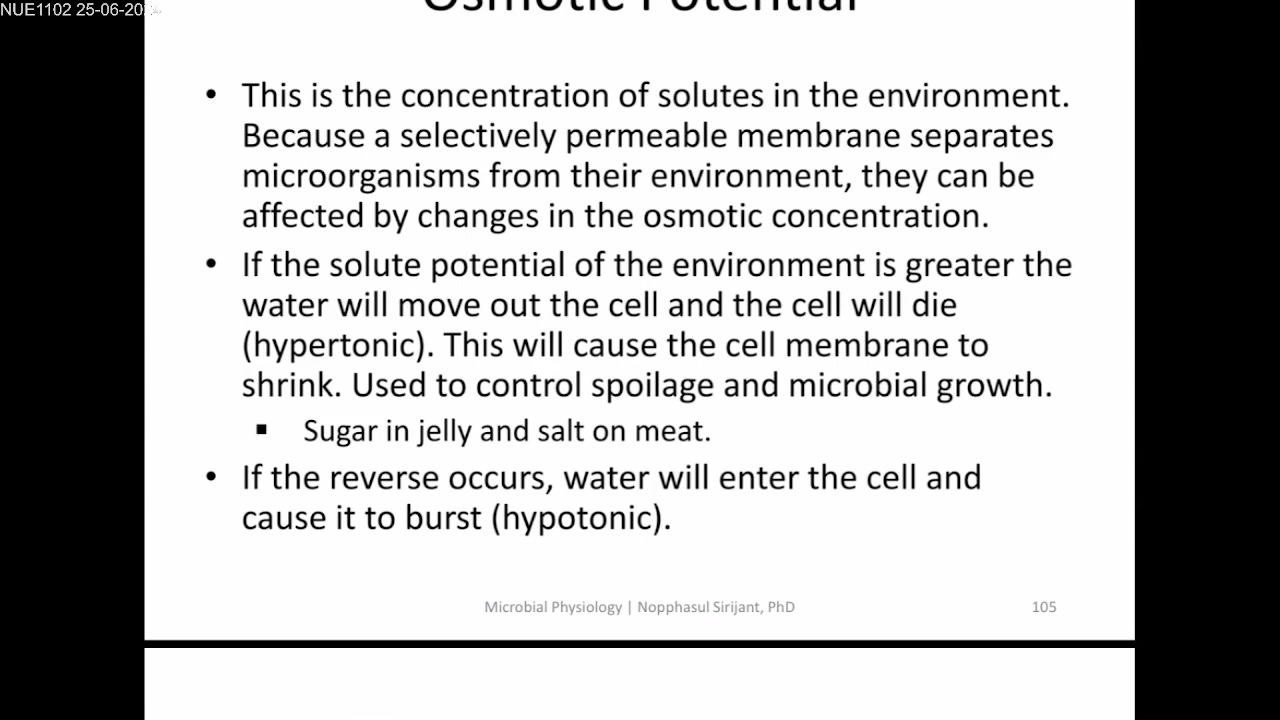 NUE1102 25-06-20
Osmotic Potential
• This is the concentration of solutes in the environment.
Because a selectively permeable membrane separates
microorganisms from their environment, they can be
affected by changes in the osmotic concentration.
• If the solute potential of the environment is greater the
water will move out the cell and the cell will die
(hypertonic). This will cause the cell membrane to
shrink. Used to control spoilage and microbial growth.
▪ Sugar in jelly and salt on meat.
• If the reverse occurs, water will enter the cell and
cause it to burst (hypotonic).
Microbial Physiology | Nopphasul Sirijant, PhD
105